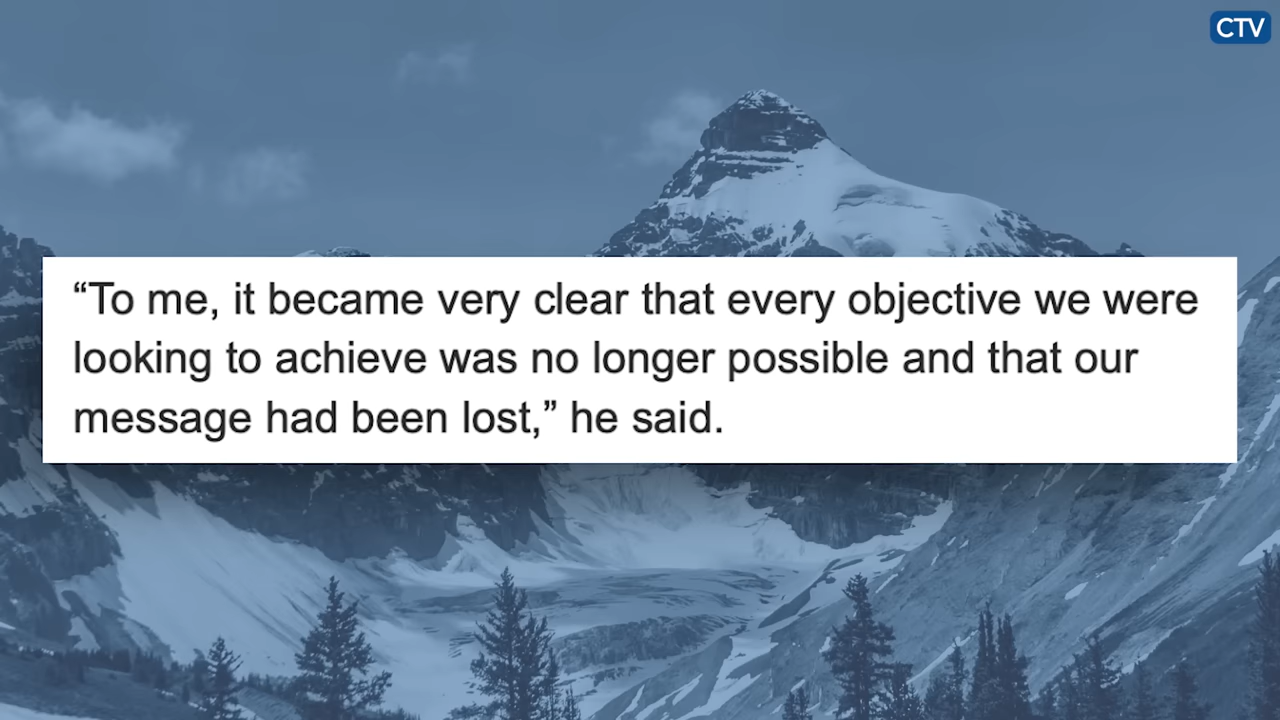 CTV
“To me, it became very clear that every objective we were
looking to achieve was no longer possible and that our
message had been lost,” he said.